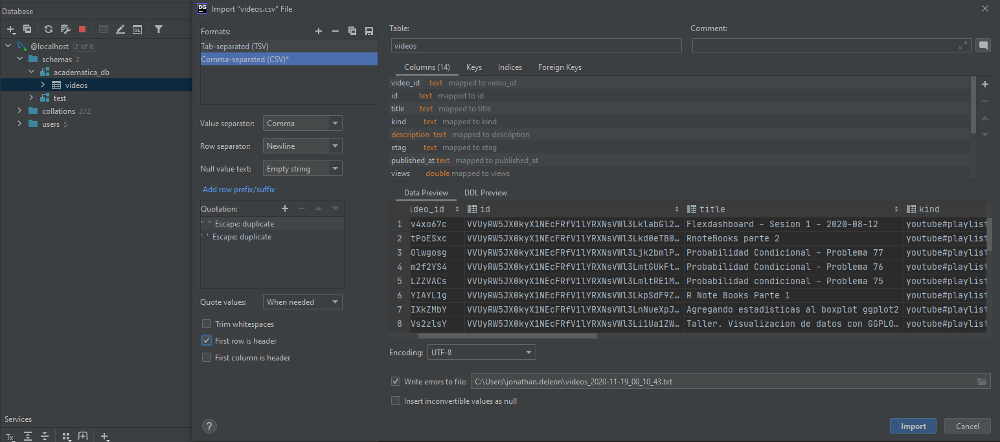 Database
@localhost 2 of 6
schemas 2
academatica_db
videos
test
collations 272
users 5
Services
Tx
DG Import "videos.csv" File
Formats:
Tab-separated (TSV)
Comma-separated (CSV)*
Value separator: Comma
Row separator: Newline
Null value text: Empty string
Add row prefix/suffix
Quotation:
" " Escape: duplicate
' ' Escape: duplicate
Quote values: When needed
Trim whitespaces
First row is header
First column is header
?
Table:
videos
Comment:
Columns (14) Keys Indices Foreign Keys
video_id text mapped to video_id
id text mapped to id
title text mapped to title
kind text mapped to kind
description text mapped to description
etag text mapped to etag
published_at text mapped to published_at
views double mapped to views
Data Preview DDL Preview
ideo_id id title kind
1 v4xo67c VVUyRW5JX0kyX1NEcFRfV1lYRXNsVWl3LklabGl2… Flexdashboard - Sesion 1 - 2020-08-12 youtube#playlist
2 tPoESxc VVUyRW5JX0kyX1NEcFRfV1lYRXNsVWl3Lkd0eTB0… RnoteBooks parte 2 youtube#playlist
3 Olwgosg VVUyRW5JX0kyX1NEcFRfV1lYRXNsVWl3Ljk2bmlP… Probabilidad Condicional - Problema 77 youtube#playlist
4 m2f2YS4 VVUyRW5JX0kyX1NEcFRfV1lYRXNsVWl3LmtGUkFt… Probabilidad Condicional - Problema 76 youtube#playlist
5 LZZVACs VVUyRW5JX0kyX1NEcFRfV1lYRXNsVWl3LmltRE1M… Probabilidad condicional - Problema 75 youtube#playlist
6 YIAYL1g VVUyRW5JX0kyX1NEcFRfV1lYRXNsVWl3LkpSdF9Z… R Note Books Parte 1 youtube#playlist
7 IXkZMbY VVUyRW5JX0kyX1NEcFRfV1lYRXNsVWl3LnNueXpJ… Agregando estadisticas al boxplot ggplot2 youtube#playlist
8 Vs2zlsY VVUyRW5JX0kyX1NEcFRfV1lYRXNsVWl3Li1Ua1ZW… Taller. Visualizacion de datos con GGPLO… youtube#playlist
Encoding: UTF-8
Write errors to file: C:\Users\jonathan.deleon\videos_2020-11-19_00_10_43.txt
Insert inconvertible values as null
Import Cancel